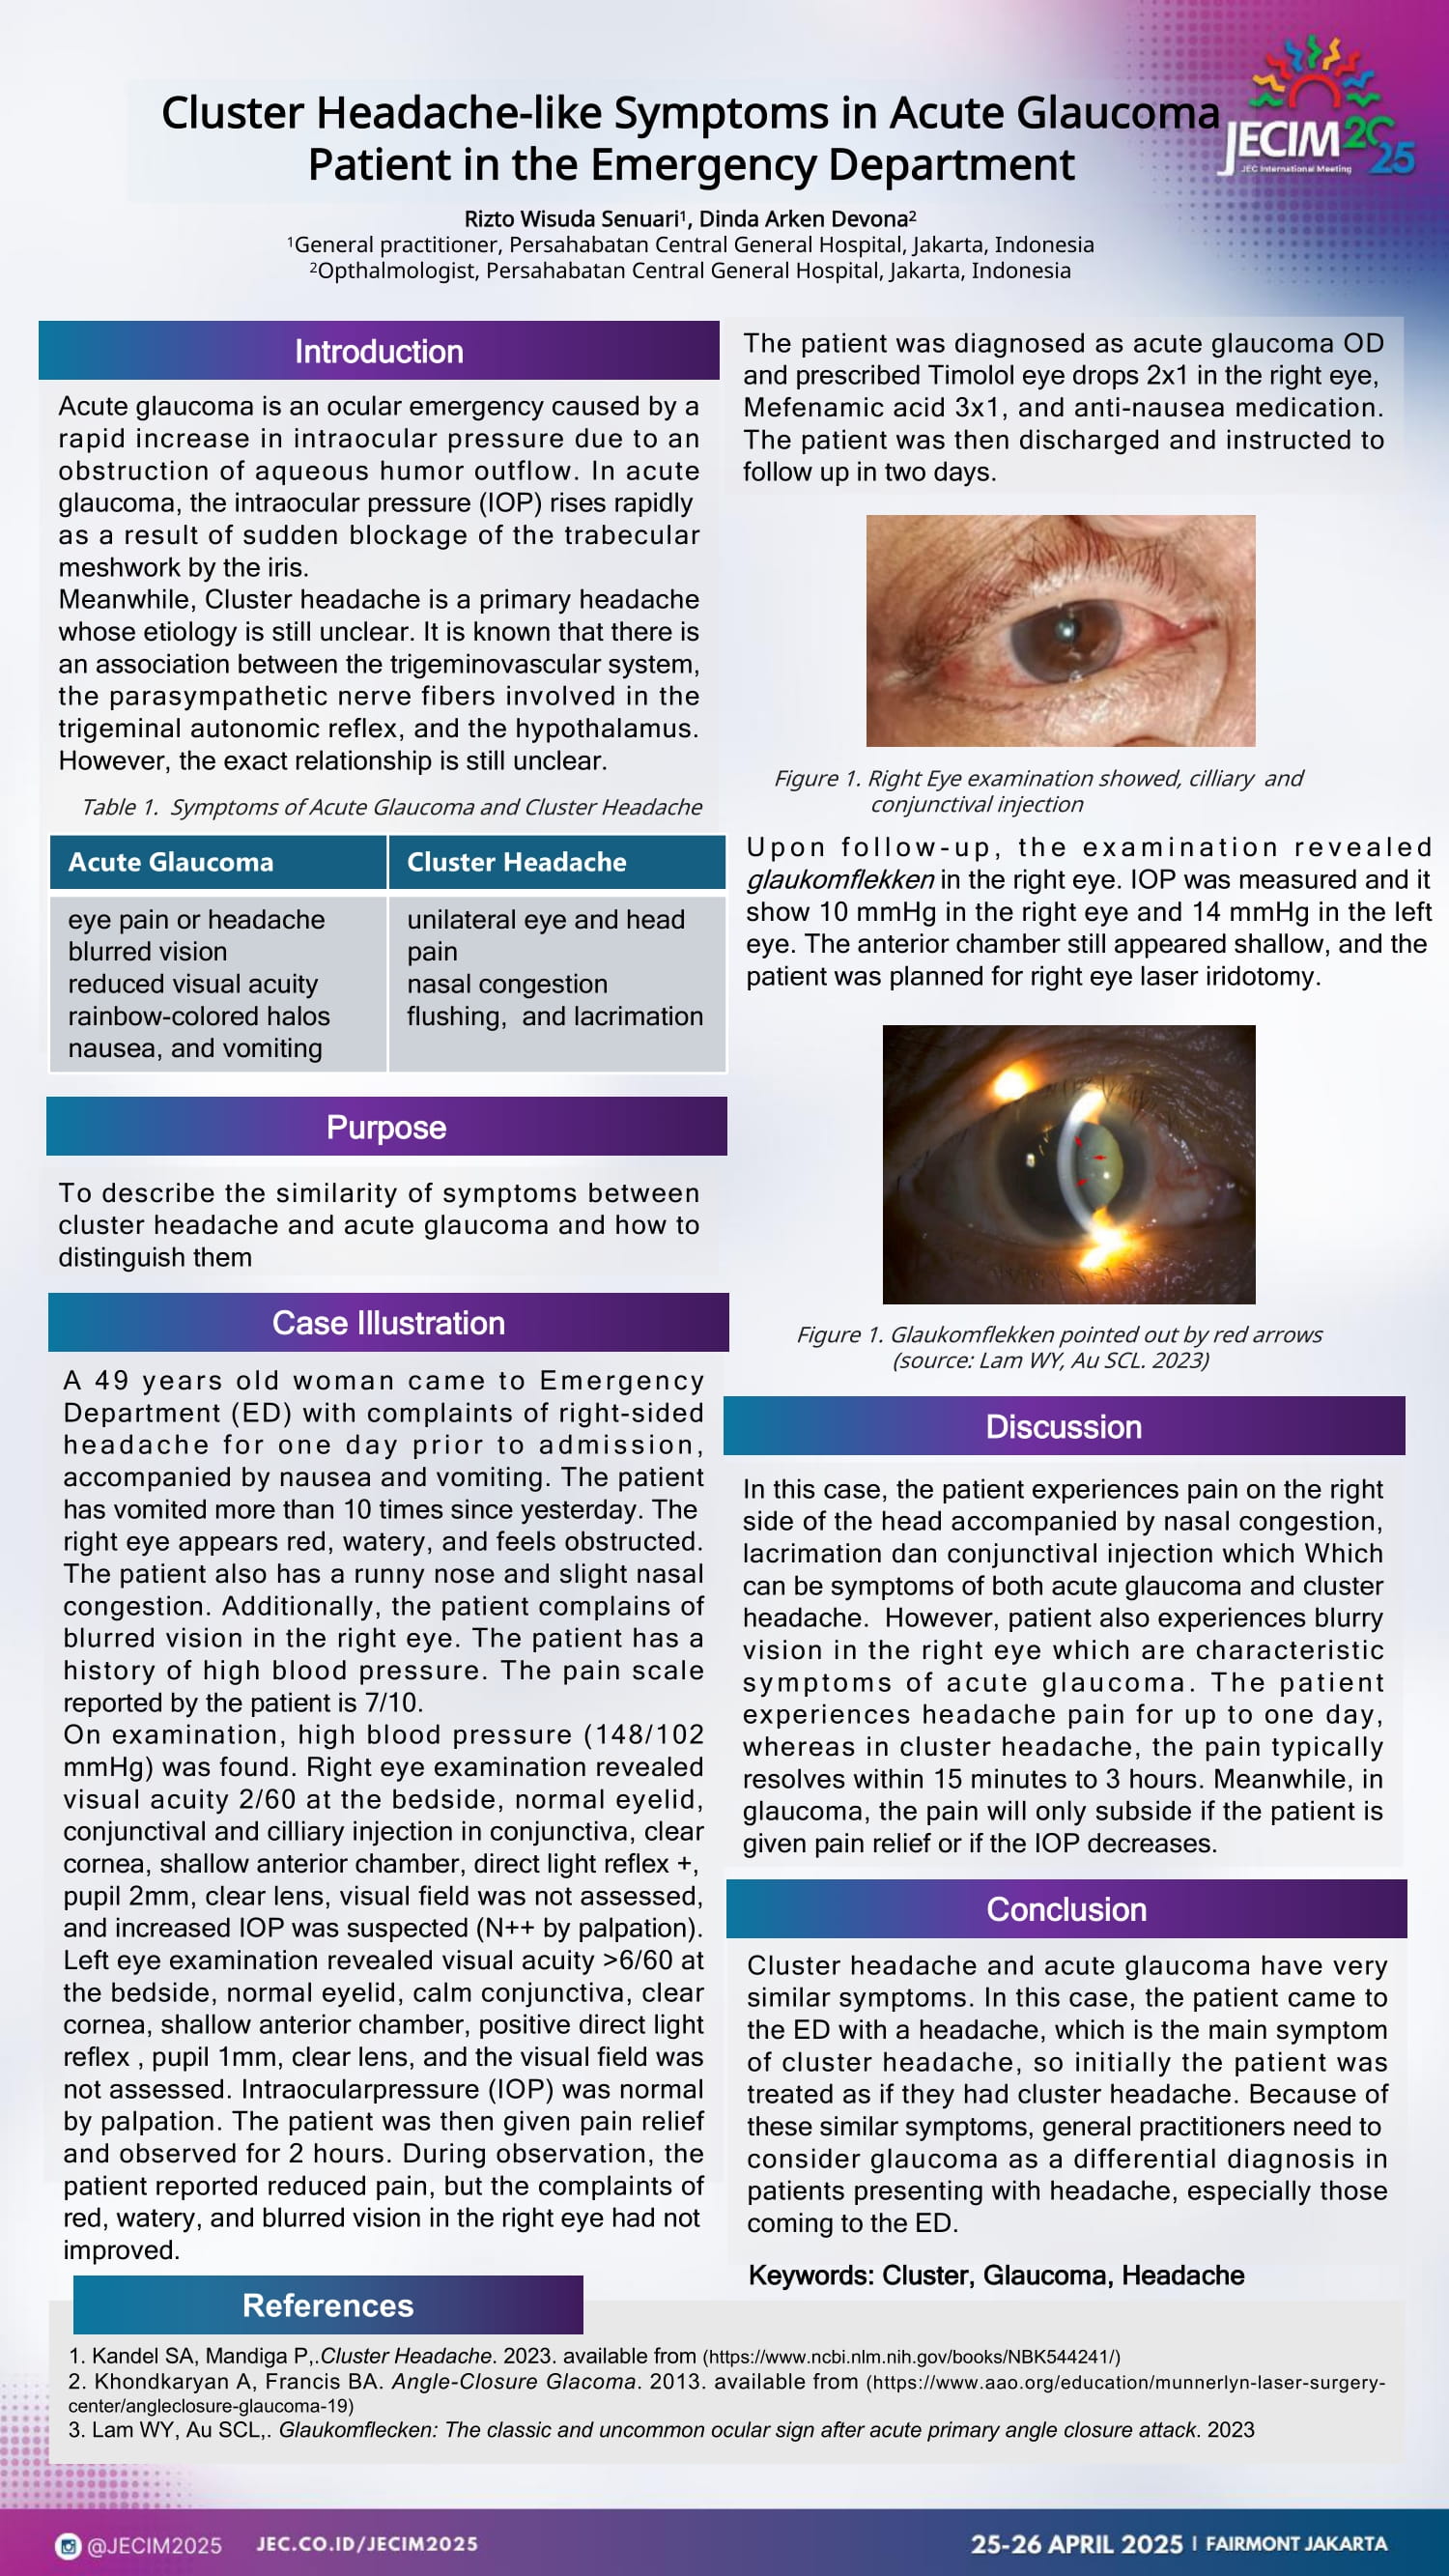 Cluster Headache-like Symptoms in Acute Glaucoma
Patient in the Emergency Department
JECIM 2025
JEC International Meeting
Rizto Wisuda Senuari¹, Dinda Arken Devona²
¹General practitioner, Persahabatan Central General Hospital, Jakarta, Indonesia
²Opthalmologist, Persahabatan Central General Hospital, Jakarta, Indonesia
Introduction
Acute glaucoma is an ocular emergency caused by a
rapid increase in intraocular pressure due to an
obstruction of aqueous humor outflow. In acute
glaucoma, the intraocular pressure (IOP) rises rapidly
as a result of sudden blockage of the trabecular
meshwork by the iris.
Meanwhile, Cluster headache is a primary headache
whose etiology is still unclear. It is known that there is
an association between the trigeminovascular system,
the parasympathetic nerve fibers involved in the
trigeminal autonomic reflex, and the hypothalamus.
However, the exact relationship is still unclear.
Table 1. Symptoms of Acute Glaucoma and Cluster Headache
Acute Glaucoma
eye pain or headache
blurred vision
reduced visual acuity
rainbow-colored halos
nausea, and vomiting
Cluster Headache
unilateral eye and head
pain
nasal congestion
flushing, and lacrimation
Purpose
To describe the similarity of symptoms between
cluster headache and acute glaucoma and how to
distinguish them
Case Illustration
A 49 years old woman came to Emergency
Department (ED) with complaints of right-sided
headache for one day prior to admission,
accompanied by nausea and vomiting. The patient
has vomited more than 10 times since yesterday. The
right eye appears red, watery, and feels obstructed.
The patient also has a runny nose and slight nasal
congestion. Additionally, the patient complains of
blurred vision in the right eye. The patient has a
history of high blood pressure. The pain scale
reported by the patient is 7/10.
On examination, high blood pressure (148/102
mmHg) was found. Right eye examination revealed
visual acuity 2/60 at the bedside, normal eyelid,
conjunctival and cilliary injection in conjunctiva, clear
cornea, shallow anterior chamber, direct light reflex +,
pupil 2mm, clear lens, visual field was not assessed,
and increased IOP was suspected (N++ by palpation).
Left eye examination revealed visual acuity >6/60 at
the bedside, normal eyelid, calm conjunctiva, clear
cornea, shallow anterior chamber, positive direct light
reflex , pupil 1mm, clear lens, and the visual field was
not assessed. Intraocularpressure (IOP) was normal
by palpation. The patient was then given pain relief
and observed for 2 hours. During observation, the
patient reported reduced pain, but the complaints of
red, watery, and blurred vision in the right eye had not
improved.
The patient was diagnosed as acute glaucoma OD
and prescribed Timolol eye drops 2x1 in the right eye,
Mefenamic acid 3x1, and anti-nausea medication.
The patient was then discharged and instructed to
follow up in two days.
Figure 1. Right Eye examination showed, cilliary and
conjunctival injection
Upon follow-up, the examination revealed
glaukomflekken in the right eye. IOP was measured and it
show 10 mmHg in the right eye and 14 mmHg in the left
eye. The anterior chamber still appeared shallow, and the
patient was planned for right eye laser iridotomy.
Figure 1. Glaukomflekken pointed out by red arrows
(source: Lam WY, Au SCL. 2023)
Discussion
In this case, the patient experiences pain on the right
side of the head accompanied by nasal congestion,
lacrimation dan conjunctival injection which Which
can be symptoms of both acute glaucoma and cluster
headache. However, patient also experiences blurry
vision in the right eye which are characteristic
symptoms of acute glaucoma. The patient
experiences headache pain for up to one day,
whereas in cluster headache, the pain typically
resolves within 15 minutes to 3 hours. Meanwhile, in
glaucoma, the pain will only subside if the patient is
given pain relief or if the IOP decreases.
Conclusion
Cluster headache and acute glaucoma have very
similar symptoms. In this case, the patient came to
the ED with a headache, which is the main symptom
of cluster headache, so initially the patient was
treated as if they had cluster headache. Because of
these similar symptoms, general practitioners need to
consider glaucoma as a differential diagnosis in
patients presenting with headache, especially those
coming to the ED.
Keywords: Cluster, Glaucoma, Headache
References
1. Kandel SA, Mandiga P,.Cluster Headache. 2023. available from (https://www.ncbi.nlm.nih.gov/books/NBK544241/)
2. Khondkaryan A, Francis BA. Angle-Closure Glacoma. 2013. available from (https://www.aao.org/education/munnerlyn-laser-surgery-
center/angleclosure-glaucoma-19)
3. Lam WY, Au SCL,. Glaukomflecken: The classic and uncommon ocular sign after acute primary angle closure attack. 2023
@JECIM2025 JEC.CO.ID/JECIM2025
25-26 APRIL 2025 | FAIRMONT JAKARTA